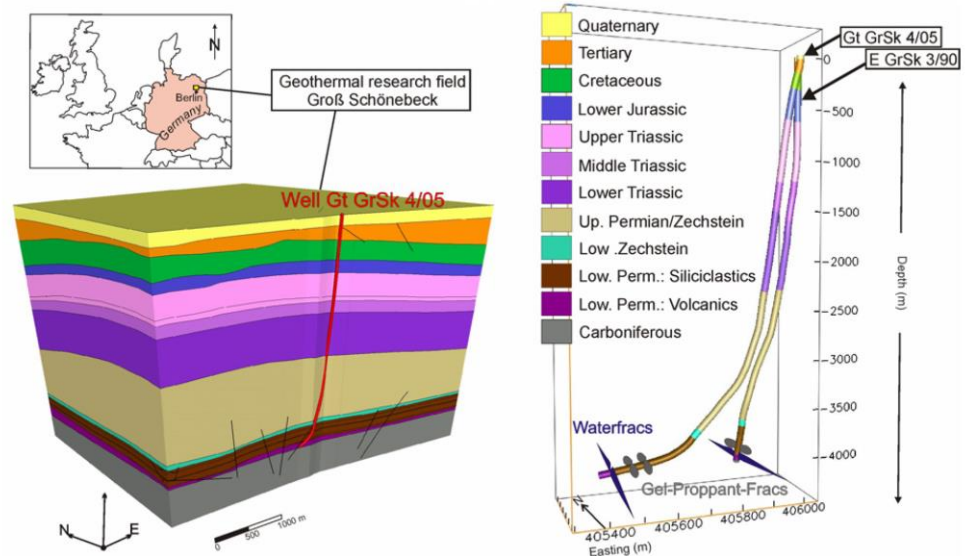 N
Berlin
Germany
Geothermal research field
Groß Schönebeck
Well Gt GrSk 4/05
N
E
0
500
1000 m
Quaternary
Tertiary
Cretaceous
Lower Jurassic
Upper Triassic
Middle Triassic
Lower Triassic
Up. Permian/Zechstein
Low .Zechstein
Low. Perm.: Siliciclastics
Low. Perm.: Volcanics
Carboniferous
Gt GrSk 4/05
E GrSk 3/90
0
-500
-1000
-1500
-2000
-2500
-3000
-3500
-4000
Depth (m)
Waterfracs
Gel-Proppant-Fracs
N
405400
405600
405800
406000
Easting (m)